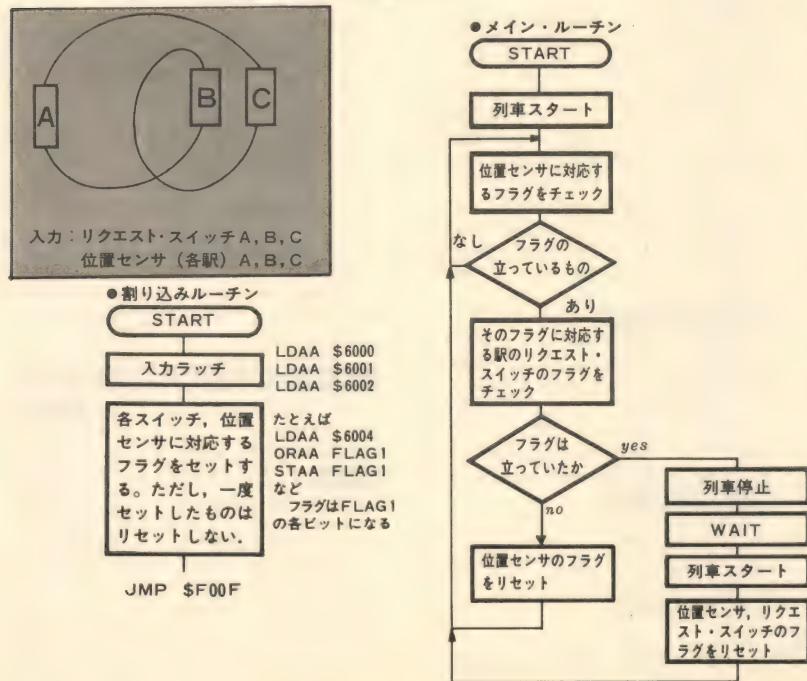 A
B
C
入力：リクエスト・スイッチA, B, C
位置センサ（各駅）A, B, C
●割り込みルーチン
START
入力ラッチ
LDAA $6000
LDAA $6001
LDAA $6002
各スイッチ，位置
センサに対応する
フラグをセットす
る。ただし，一度
セットしたものは
リセットしない．
たとえば
LDAA $6004
ORAA FLAG1
STAA FLAG1
など
フラグはFLAG1
の各ビットになる
JMP $F00F
●メイン・ルーチン
START
列車スタート
位置センサに対応す
るフラグをチェック
なし
フラグの
立っているもの
あり
そのフラグに対応す
る駅のリクエスト・
スイッチのフラグを
チェック
フラグは
立っていたか
yes
no
位置センサのフラグ
をリセット
列車停止
WAIT
列車スタート
位置センサ，リクエ
スト・スイッチのフ
ラグをリセット